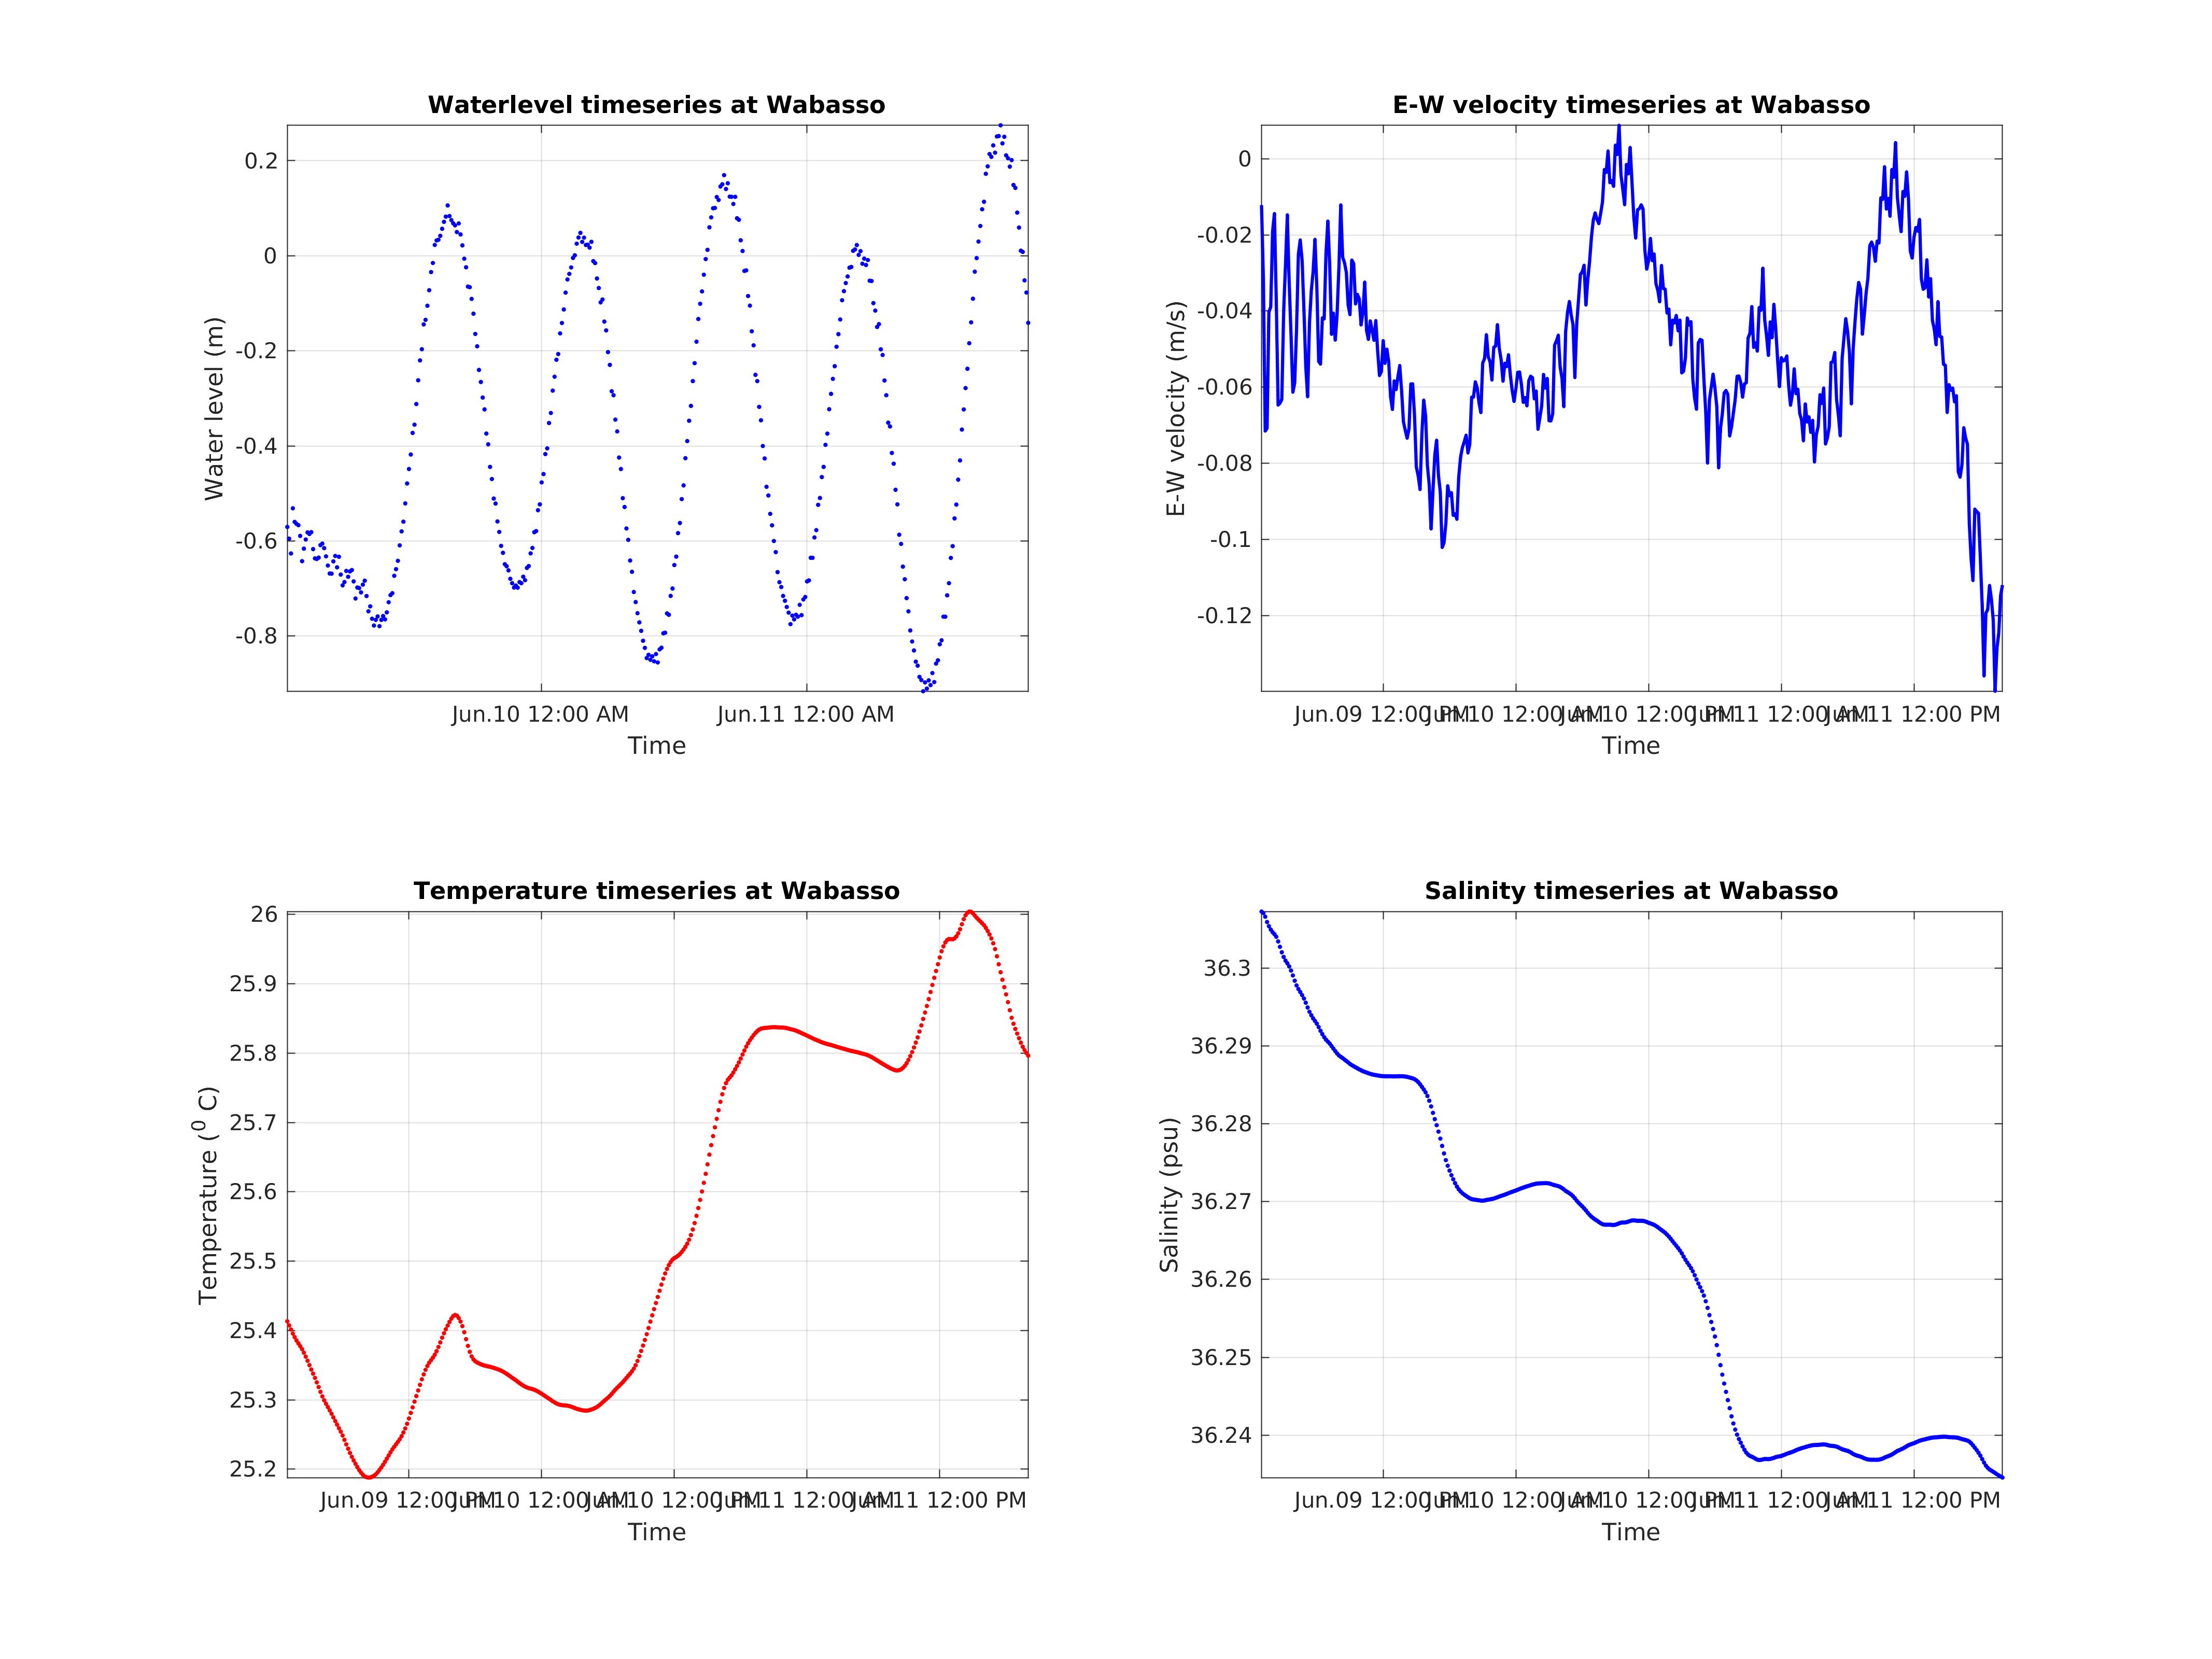 Waterlevel timeseries at Wabasso
0.2
0
-0.2
-0.4
-0.6
-0.8
Water level (m)
Jun.10 12:00 AM
Jun.11 12:00 AM
Time
E-W velocity timeseries at Wabasso
0
-0.02
-0.04
-0.06
-0.08
-0.1
-0.12
E-W velocity (m/s)
Jun.09 12:00 PM
Jun.10 12:00 AM
Jun.10 12:00 PM
Jun.11 12:00 AM
Jun.11 12:00 PM
Time
Temperature timeseries at Wabasso
26
25.9
25.8
25.7
25.6
25.5
25.4
25.3
25.2
Temperature (⁰ C)
Jun.09 12:00 PM
Jun.10 12:00 AM
Jun.10 12:00 PM
Jun.11 12:00 AM
Jun.11 12:00 PM
Time
Salinity timeseries at Wabasso
36.3
36.29
36.28
36.27
36.26
36.25
36.24
Salinity (psu)
Jun.09 12:00 PM
Jun.10 12:00 AM
Jun.10 12:00 PM
Jun.11 12:00 AM
Jun.11 12:00 PM
Time